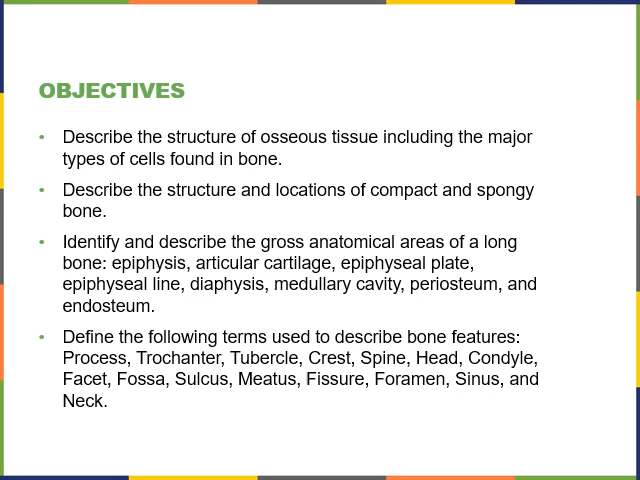 OBJECTIVES
• Describe the structure of osseous tissue including the major
types of cells found in bone.
• Describe the structure and locations of compact and spongy
bone.
• Identify and describe the gross anatomical areas of a long
bone: epiphysis, articular cartilage, epiphyseal plate,
epiphyseal line, diaphysis, medullary cavity, periosteum, and
endosteum.
• Define the following terms used to describe bone features:
Process, Trochanter, Tubercle, Crest, Spine, Head, Condyle,
Facet, Fossa, Sulcus, Meatus, Fissure, Foramen, Sinus, and
Neck.